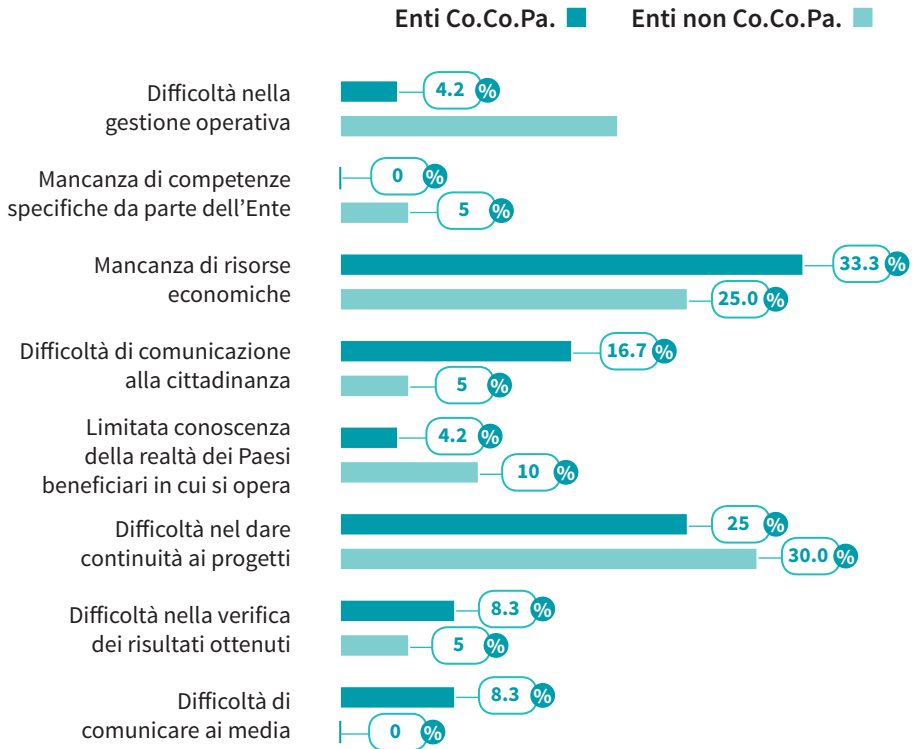 Enti Co.Co.Pa. Enti non Co.Co.Pa.
Difficoltà nella
gestione operativa
4.2 %
Mancanza di competenze
specifiche da parte dell'Ente
0 %
5 %
Mancanza di risorse
economiche
33.3 %
25.0 %
Difficoltà di comunicazione
alla cittadinanza
16.7 %
5 %
Limitata conoscenza
della realtà dei Paesi
beneficiari in cui si opera
4.2 %
10 %
Difficoltà nel dare
continuità ai progetti
25 %
30.0 %
Difficoltà nella verifica
dei risultati ottenuti
8.3 %
5 %
Difficoltà di
comunicare ai media
8.3 %
0 %